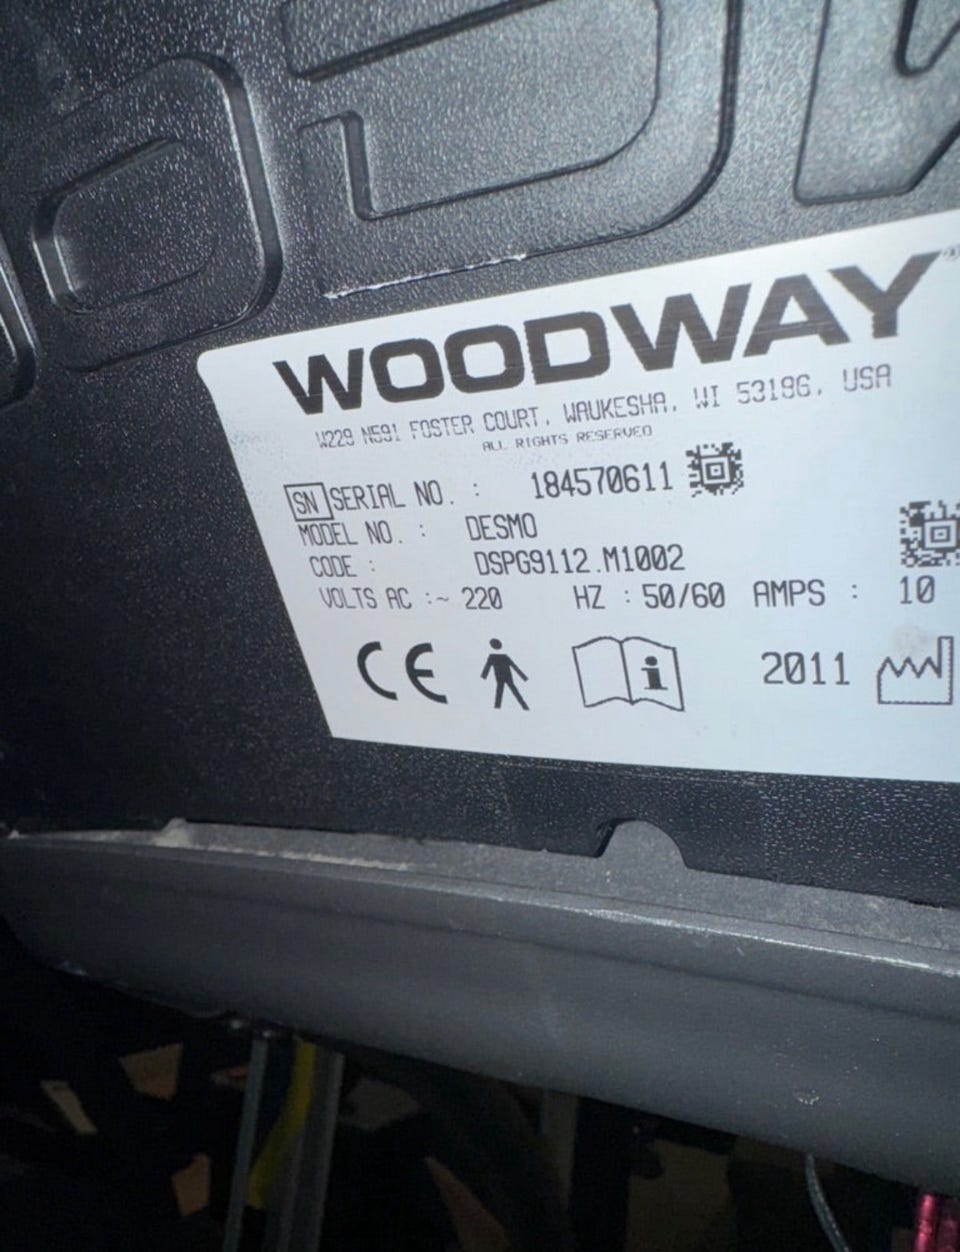 WOODWAY®
W229 N591 FOSTER COURT, WAUKESHA, WI 53186, USA
ALL RIGHTS RESERVED
SN SERIAL NO. : 184570611
MODEL NO. : DESMO
CODE : DSPG9112.M1002
VOLTS AC :~ 220 HZ : 50/60 AMPS : 10
CE i 2011